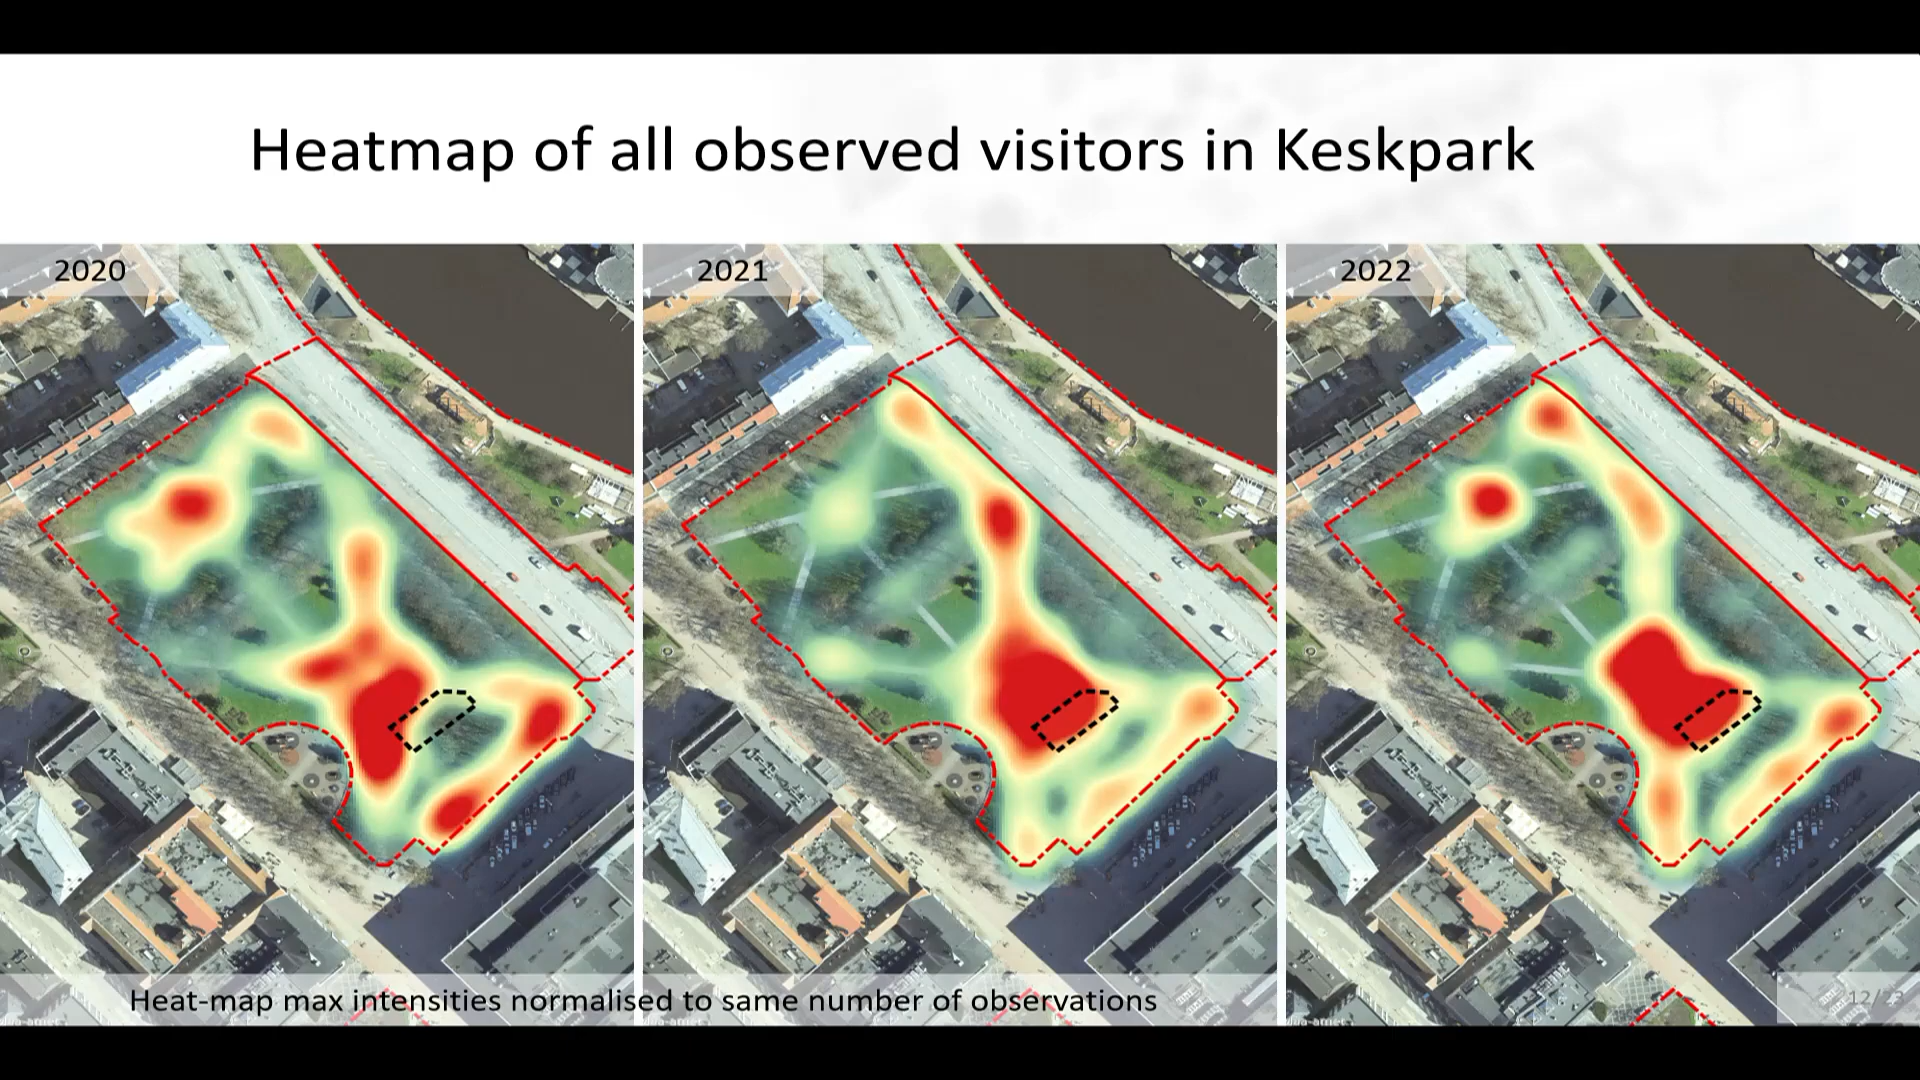 Heatmap of all observed visitors in Keskpark
2020
2021
2022
Heat-map max intensities normalised to same number of observations